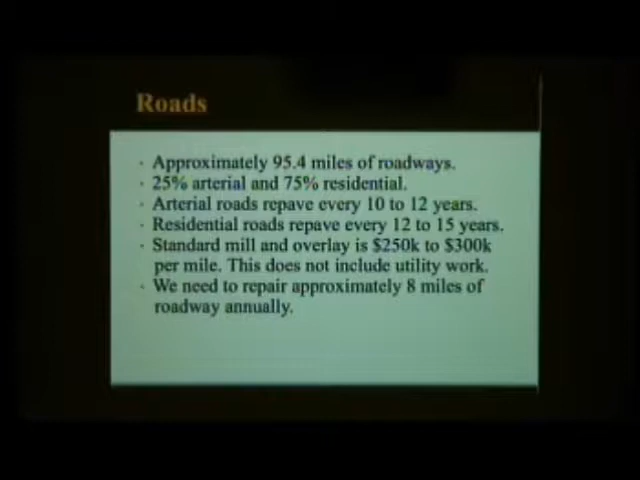 Roads
· Approximately 95.4 miles of roadways.
· 25% arterial and 75% residential.
· Arterial roads repave every 10 to 12 years.
· Residential roads repave every 12 to 15 years.
· Standard mill and overlay is $250k to $300k
per mile. This does not include utility work.
· We need to repair approximately 8 miles of
roadway annually.